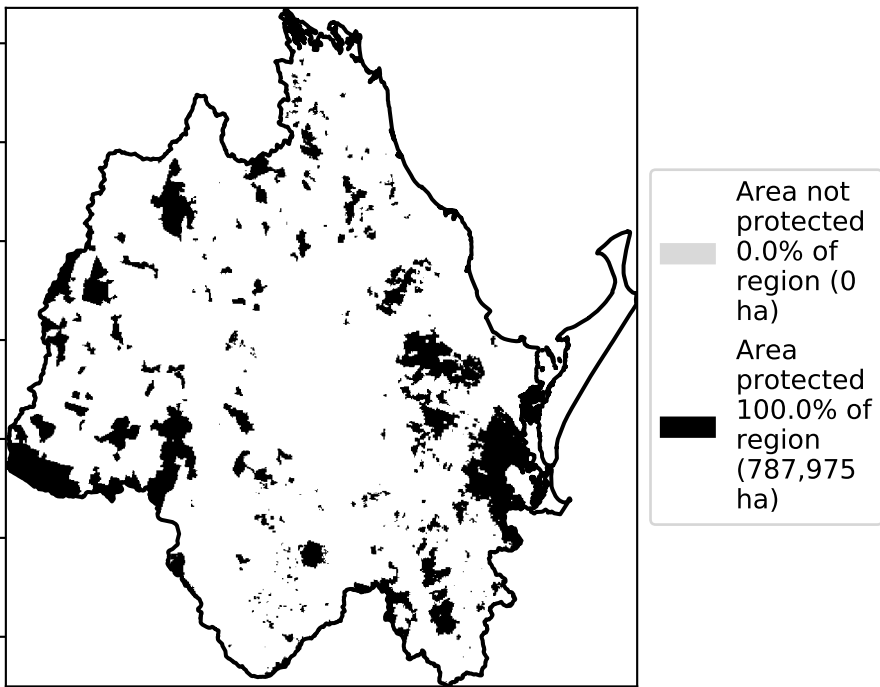 Area not
protected
0.0% of
region (0
ha)
Area
protected
100.0% of
region
(787,975
ha)